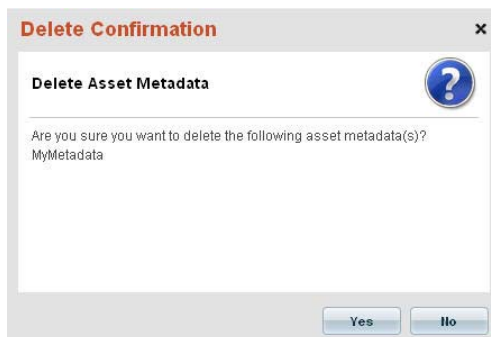 Delete Confirmation
Delete Asset Metadata
Are you sure you want to delete the following asset metadata(s)?
MyMetadata
Yes
No